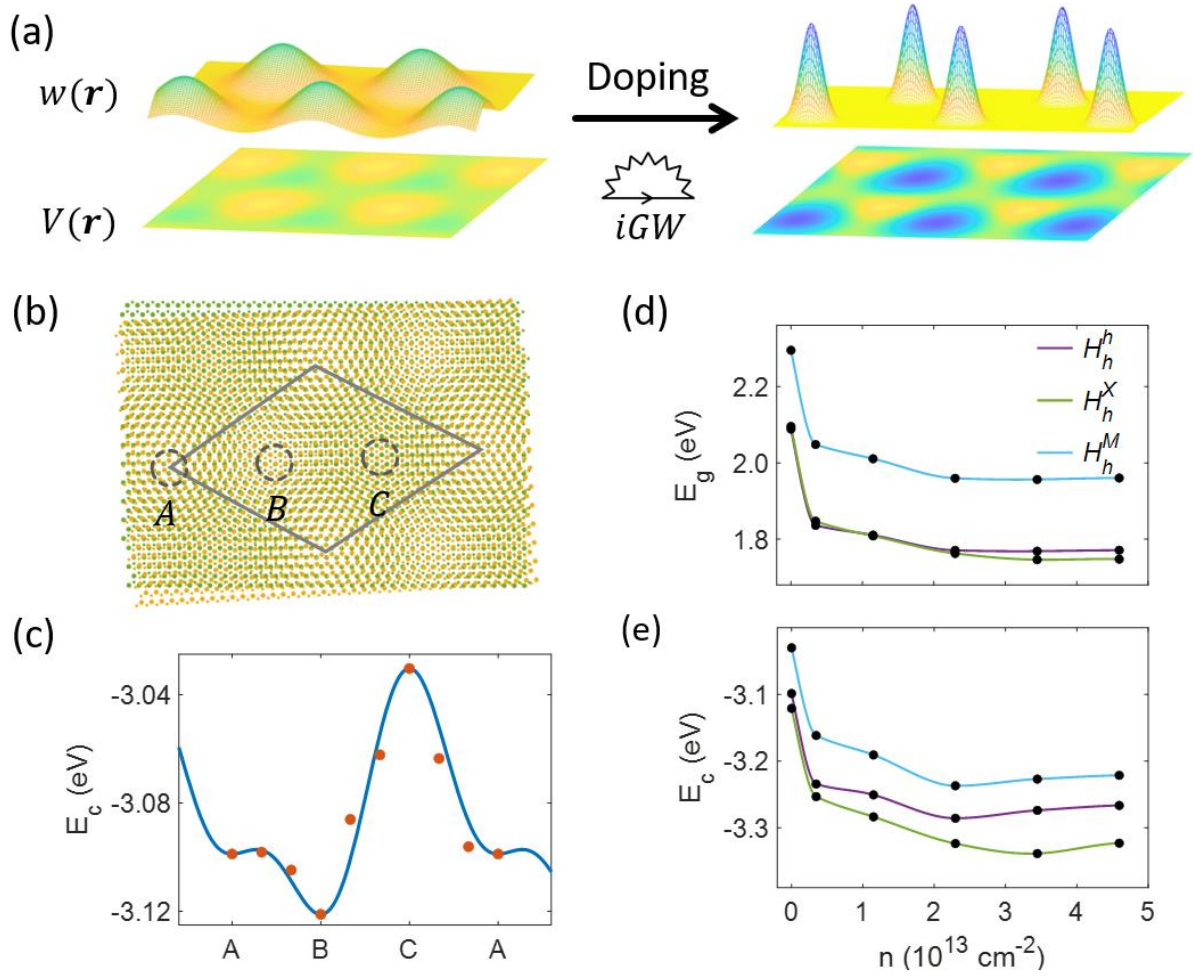 (a)
w(r)
Doping
V(r)
iGW
(b)
A
B
C
(c)
E_c (eV)
-3.04
-3.08
-3.12
A B C A
(d)
E_g (eV)
2.2
2.0
1.8
H_h^h
H_h^X
H_h^M
(e)
E_c (eV)
-3.1
-3.2
-3.3
0 1 2 3 4 5
n (10^13 cm^-2)